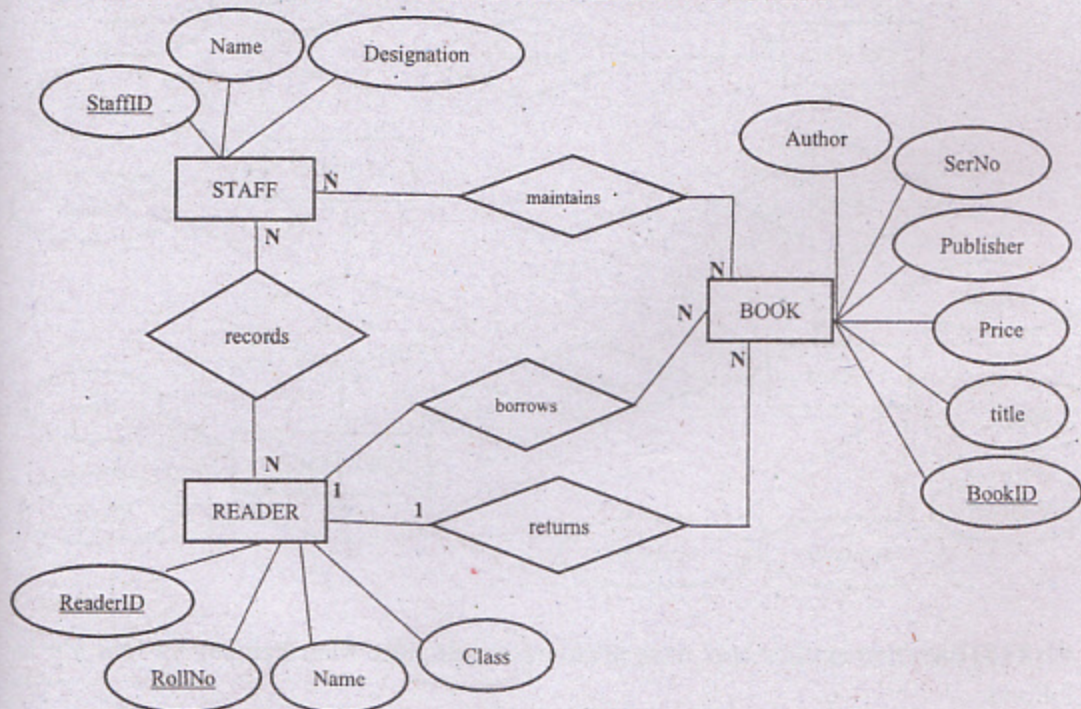 Name
Designation
StaffID
Author
SerNo
STAFF
N
maintains
N
Publisher
N
BOOK
N
records
N
Price
borrows
title
N
1
BookID
READER
1
returns
ReaderID
RollNo
Name
Class